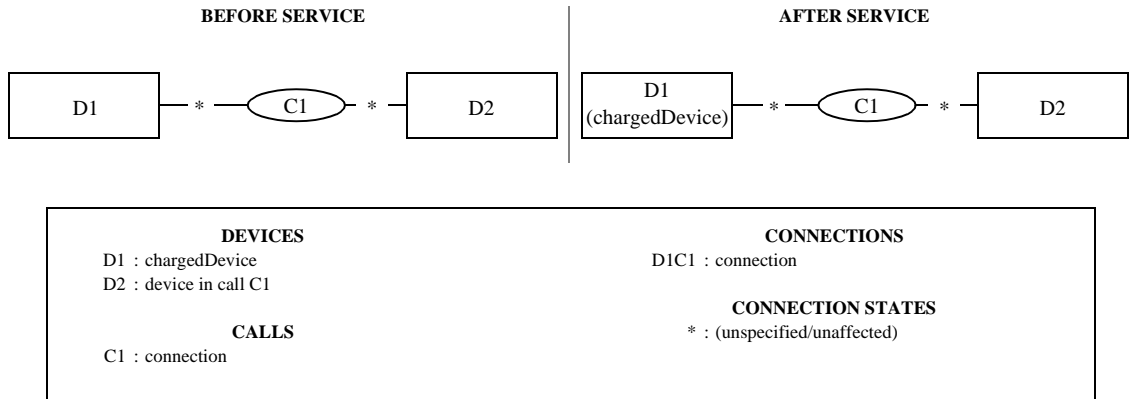 BEFORE SERVICE
D1 * C1 * D2
AFTER SERVICE
D1
(chargedDevice)
* C1 * D2
DEVICES
D1 : chargedDevice
D2 : device in call C1
CALLS
C1 : connection
CONNECTIONS
D1C1 : connection
CONNECTION STATES
* : (unspecified/unaffected)